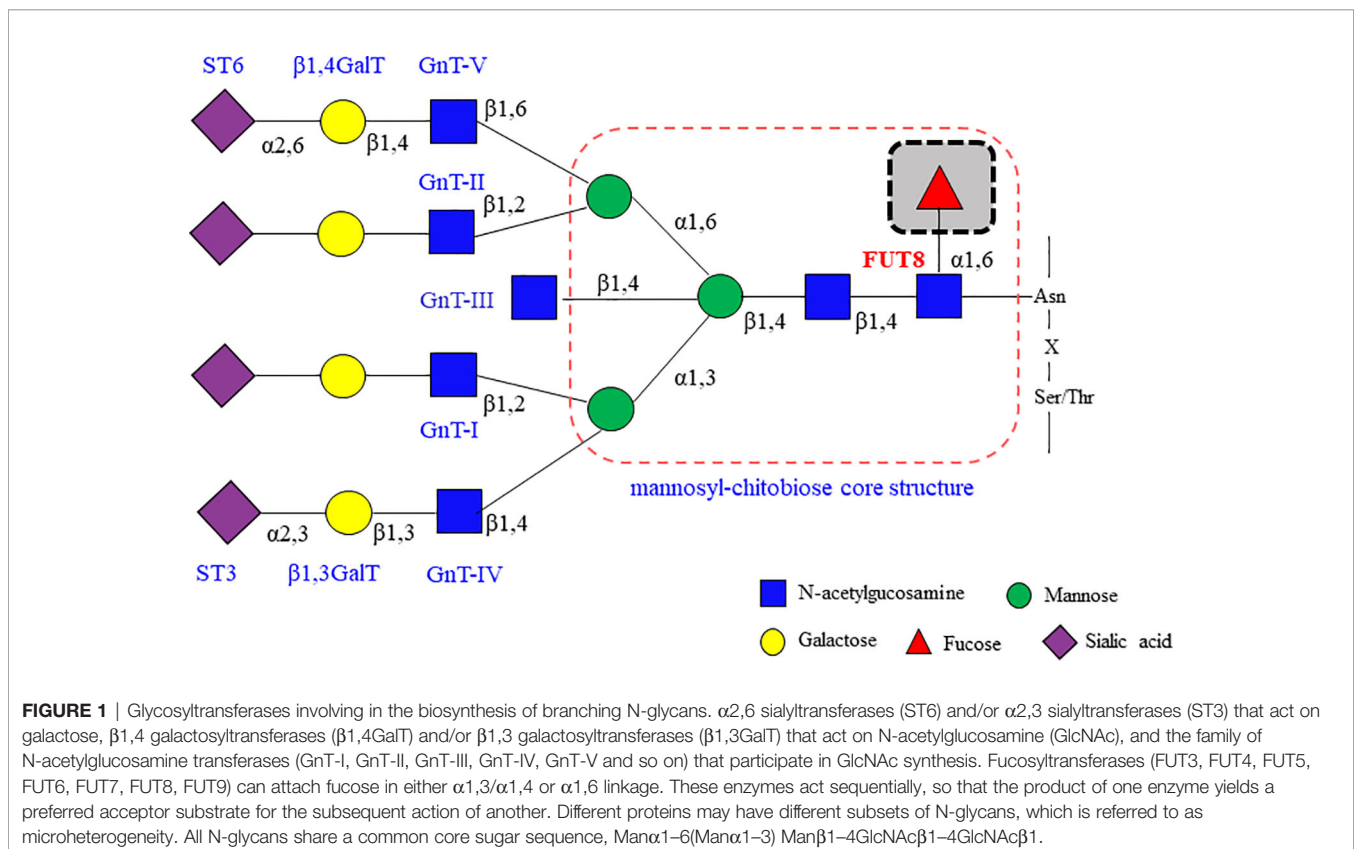 ST6 β1,4GalT GnT-V
β1,6
α2,6 β1,4
GnT-II
β1,2
α1,6
FUT8 α1,6
GnT-III β1,4
β1,4 β1,4
Asn
X
Ser/Thr
α1,3
β1,2
GnT-I
mannosyl-chitobiose core structure
α2,3 β1,3 β1,4
ST3 β1,3GalT GnT-IV
N-acetylgucosamine Mannose
Galactose Fucose Sialic acid
FIGURE 1 | Glycosyltransferases involving in the biosynthesis of branching N-glycans. α2,6 sialyltransferases (ST6) and/or α2,3 sialyltransferases (ST3) that act on
galactose, β1,4 galactosyltransferases (β1,4GalT) and/or β1,3 galactosyltransferases (β1,3GalT) that act on N-acetylglucosamine (GlcNAc), and the family of
N-acetylglucosamine transferases (GnT-I, GnT-II, GnT-III, GnT-IV, GnT-V and so on) that participate in GlcNAc synthesis. Fucosyltransferases (FUT3, FUT4, FUT5,
FUT6, FUT7, FUT8, FUT9) can attach fucose in either α1,3/α1,4 or α1,6 linkage. These enzymes act sequentially, so that the product of one enzyme yields a
preferred acceptor substrate for the subsequent action of another. Different proteins may have different subsets of N-glycans, which is referred to as
microheterogeneity. All N-glycans share a common core sugar sequence, Manα1–6(Manα1–3) Manβ1–4GlcNAcβ1–4GlcNAcβ1.